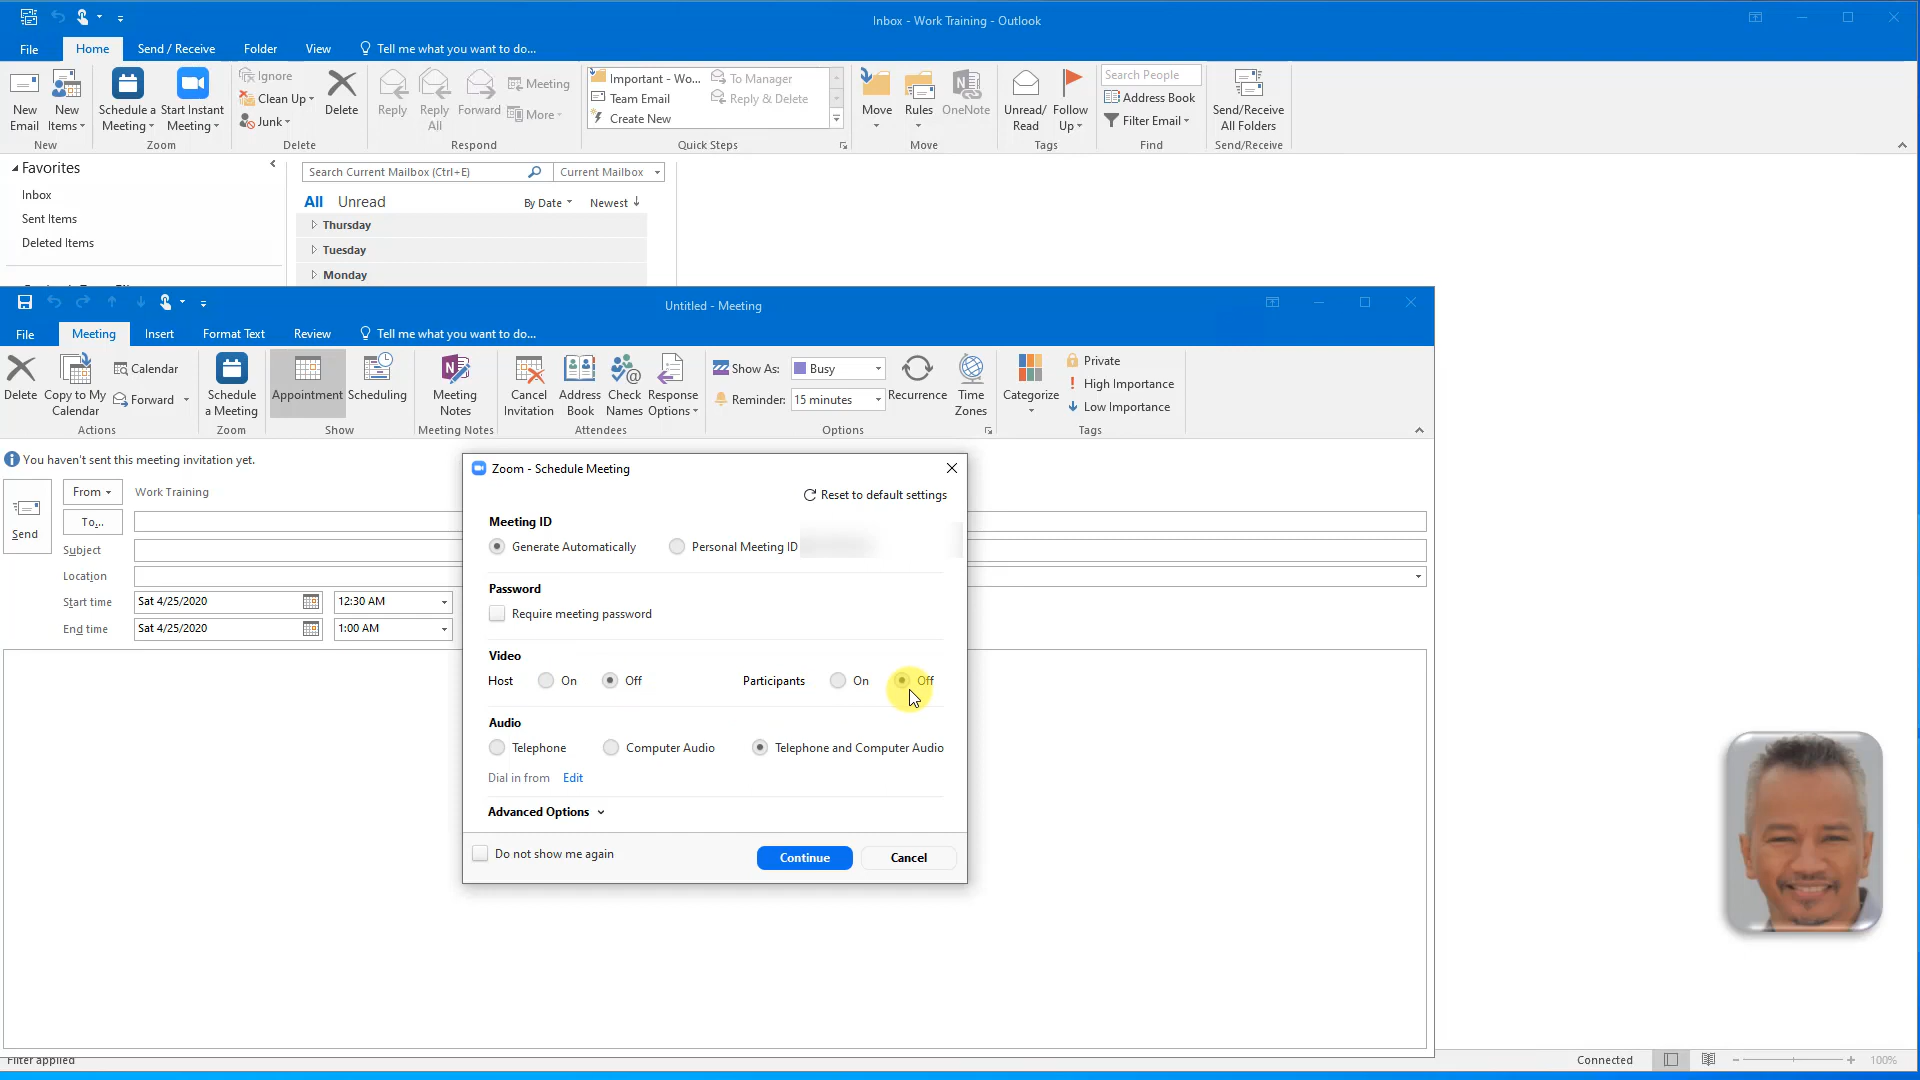 Inbox - Work Training - Outlook
File Home Send / Receive Folder View Tell me what you want to do...
New Email
New Items
Schedule a Meeting
Start Instant Meeting
Ignore
Clean Up
Junk
Delete
Reply
Reply All
Forward
Meeting
More
Important - Wo...
Team Email
Create New
To Manager
Reply & Delete
Move
Rules
OneNote
Unread/ Read
Follow Up
Search People
Address Book
Filter Email
Send/Receive All Folders
New Zoom Delete Respond Quick Steps Move Tags Find Send/Receive
Favorites
Inbox
Sent Items
Deleted Items
Search Current Mailbox (Ctrl+E) Current Mailbox
All Unread By Date Newest
Thursday
Tuesday
Monday
Untitled - Meeting
File Meeting Insert Format Text Review Tell me what you want to do...
Delete
Copy to My Calendar
Calendar
Forward
Schedule a Meeting
Appointment
Scheduling
Meeting Notes
Cancel Invitation
Address Book
Check Names
Response Options
Show As: Busy
Reminder: 15 minutes
Recurrence
Time Zones
Categorize
Private
High Importance
Low Importance
Actions Zoom Show Meeting Notes Attendees Options Tags
You haven't sent this meeting invitation yet.
Send
From Work Training
To...
Subject
Location
Start time Sat 4/25/2020 12:30 AM
End time Sat 4/25/2020 1:00 AM
Zoom - Schedule Meeting
Reset to default settings
Meeting ID
Generate Automatically Personal Meeting ID
Password
Require meeting password
Video
Host On Off Participants On Off
Audio
Telephone Computer Audio Telephone and Computer Audio
Dial in from Edit
Advanced Options
Do not show me again Continue Cancel
Filter applied Connected 100%